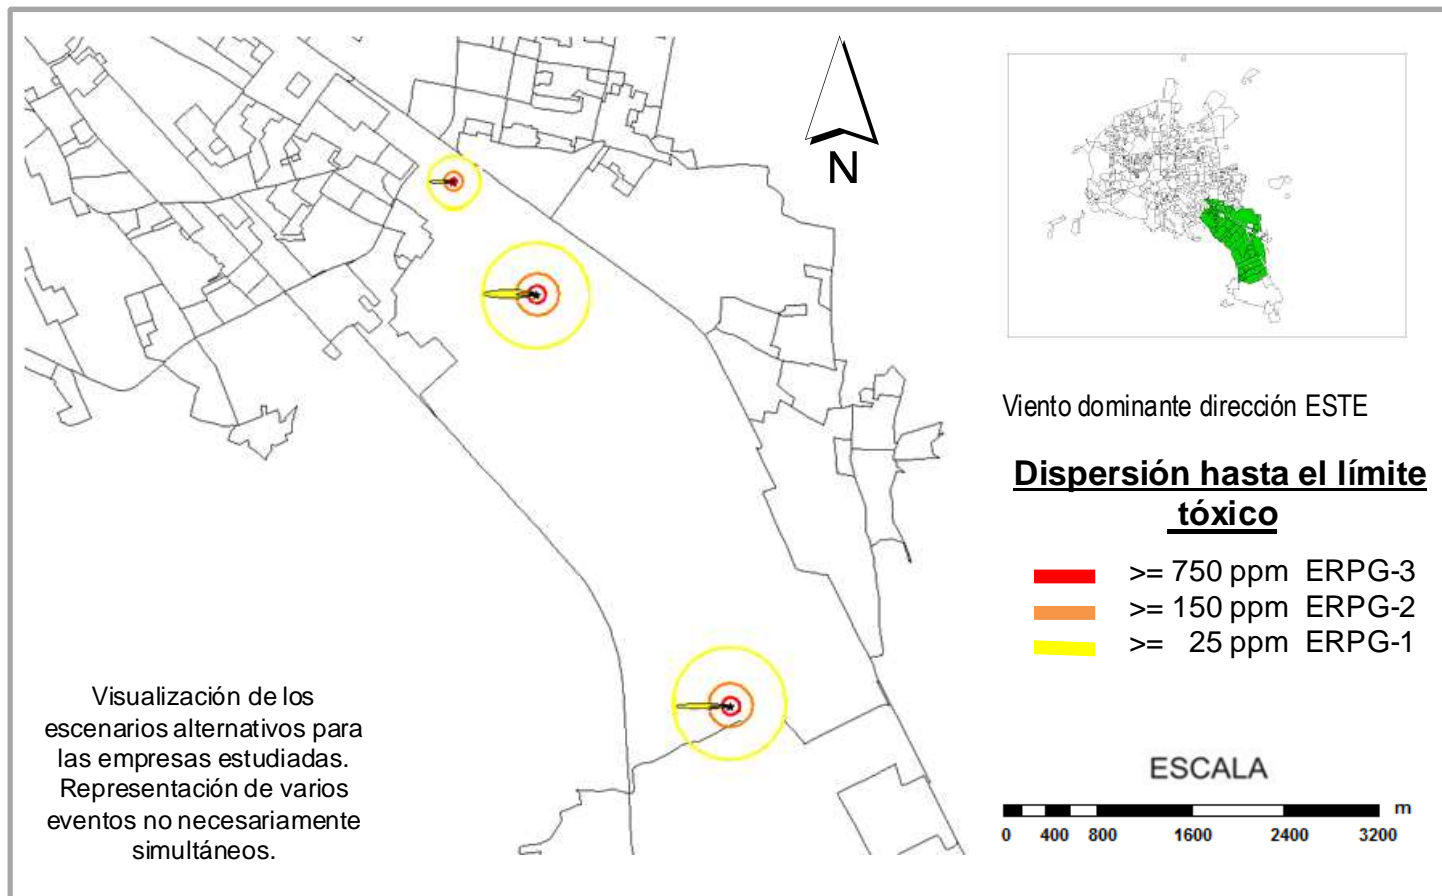 N
Viento dominante dirección ESTE
Dispersión hasta el límite
tóxico
>= 750 ppm ERPG-3
>= 150 ppm ERPG-2
>= 25 ppm ERPG-1
Visualización de los
escenarios alternativos para
las empresas estudiadas.
Representación de varios
eventos no necesariamente
simultáneos.
ESCALA
m
0 400 800 1600 2400 3200